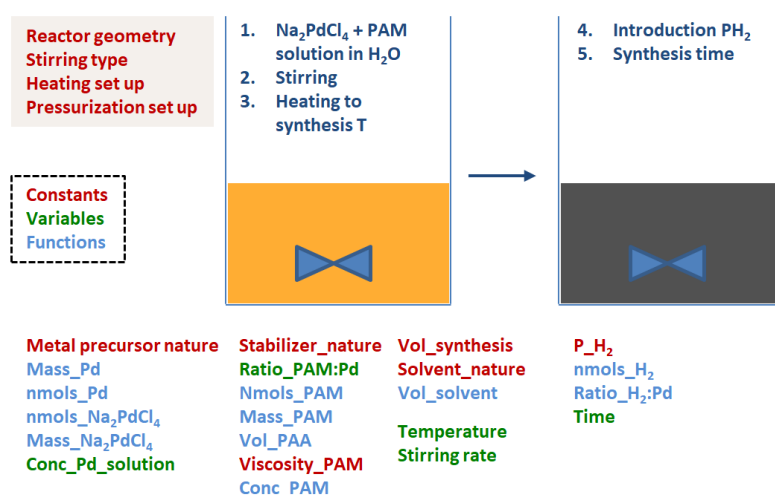 Reactor geometry
Stirring type
Heating set up
Pressurization set up
1. Na₂PdCl₄ + PAM
solution in H₂O
2. Stirring
3. Heating to
synthesis T
4. Introduction PH₂
5. Synthesis time
Constants
Variables
Functions
Metal precursor nature
Mass_Pd
nmols_Pd
nmols_Na₂PdCl₄
Mass_Na₂PdCl₄
Conc_Pd_solution
Stabilizer_nature
Ratio_PAM:Pd
Nmols_PAM
Mass_PAM
Vol_PAA
Viscosity_PAM
Conc_PAM
Vol_synthesis
Solvent_nature
Vol_solvent
Temperature
Stirring rate
P_H₂
nmols_H₂
Ratio_H₂:Pd
Time